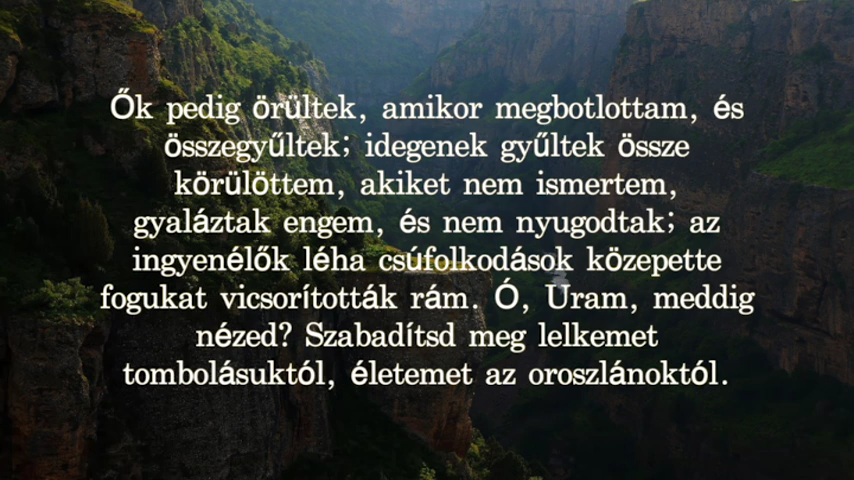 Ők pedig örültek, amikor megbotlottam, és
összegyűltek; idegenek gyűltek össze
körülöttem, akiket nem ismertem,
gyaláztak engem, és nem nyugodtak; az
ingyenélők léha csúfolkodások közepette
fogukat vicsorították rám. Ó, Uram, meddig
nézed? Szabadítsd meg lelkemet
tombolásuktól, életemet az oroszlánoktól.